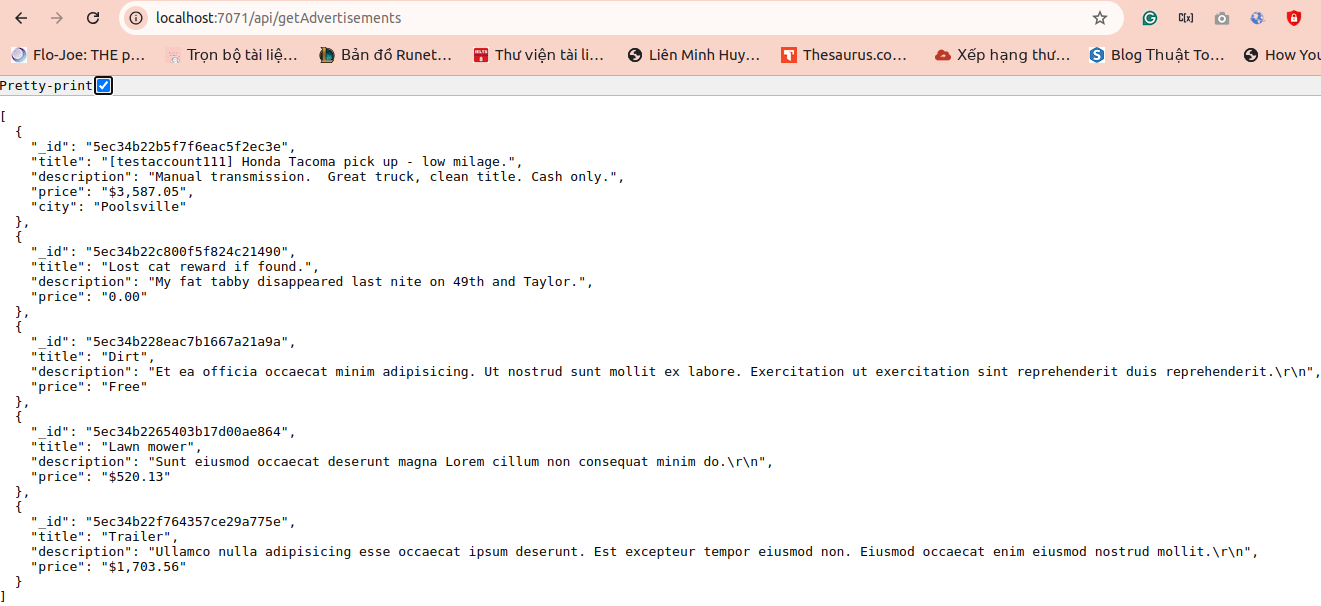 localhost:7071/api/getAdvertisements
Flo-Joe: THE p... Trọn bộ tài liệ... Bản đồ Runet... Thư viện tài li... Liên Minh Huy... Thesaurus.co... Xếp hạng thư... Blog Thuật To... How You
Pretty-print
[
  {
    "_id": "5ec34b22b5f7f6eac5f2ec3e",
    "title": "[testaccount111] Honda Tacoma pick up - low milage.",
    "description": "Manual transmission.  Great truck, clean title. Cash only.",
    "price": "$3,587.05",
    "city": "Poolsville"
  },
  {
    "_id": "5ec34b22c800f5f824c21490",
    "title": "Lost cat reward if found.",
    "description": "My fat tabby disappeared last nite on 49th and Taylor.",
    "price": "0.00"
  },
  {
    "_id": "5ec34b228eac7b1667a21a9a",
    "title": "Dirt",
    "description": "Et ea officia occaecat minim adipisicing. Ut nostrud sunt mollit ex labore. Exercitation ut exercitation sint reprehenderit duis reprehenderit.\r\n",
    "price": "Free"
  },
  {
    "_id": "5ec34b2265403b17d00ae864",
    "title": "Lawn mower",
    "description": "Sunt eiusmod occaecat deserunt magna Lorem cillum non consequat minim do.\r\n",
    "price": "$520.13"
  },
  {
    "_id": "5ec34b22f764357ce29a775e",
    "title": "Trailer",
    "description": "Ullamco nulla adipisicing esse occaecat ipsum deserunt. Est excepteur tempor eiusmod non. Eiusmod occaecat enim eiusmod nostrud mollit.\r\n",
    "price": "$1,703.56"
  }
]